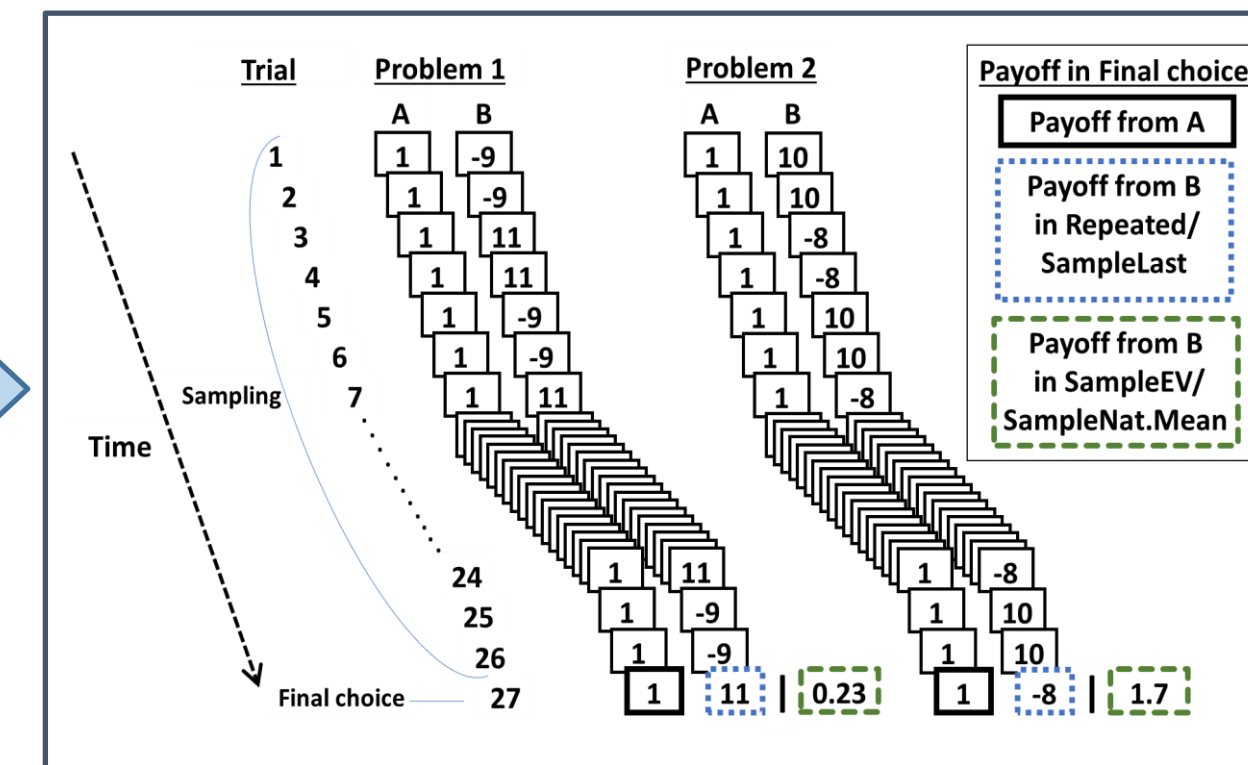 Trial Problem 1 Problem 2
A B A B
1 1 -9 1 10
2 1 -9 1 10
3 1 11 1 -8
4 1 11 1 -8
5 1 -9 1 10
6 1 -9 1 10
Sampling 7 1 11 1 -8
Time
24 1 11 1 -8
25 1 -9 1 10
26 1 -9 1 10
Final choice 27 1 11 | 0.23 1 -8 | 1.7
Payoff in Final choice
Payoff from A
Payoff from B
in Repeated/
SampleLast
Payoff from B
in SampleEV/
SampleNat.Mean